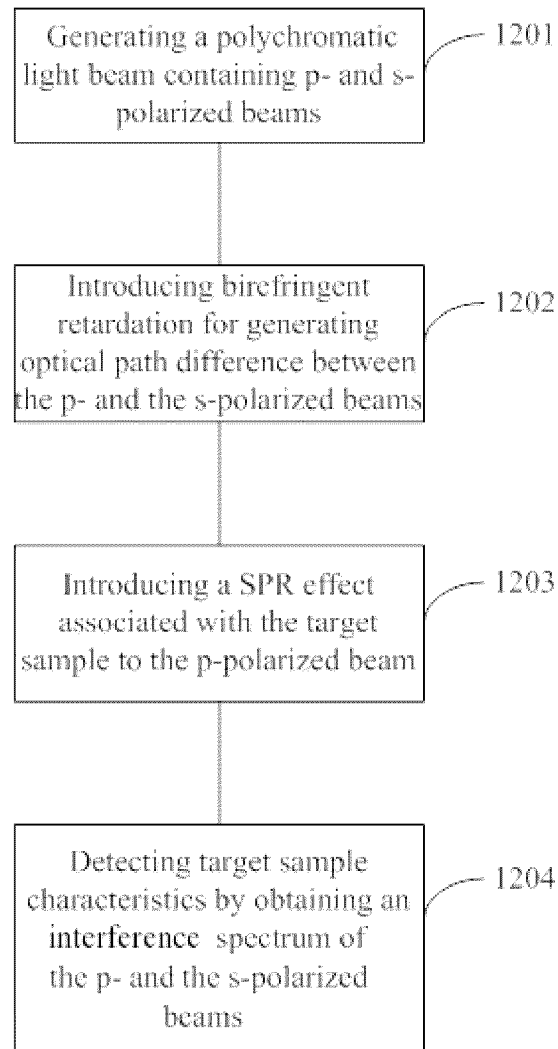 Generating a polychromatic
light beam containing p- and s-
polarized beams
1201
Introducing birefringent
retardation for generating
optical path difference between
the p- and the s-polarized beams
1202
Introducing a SPR effect
associated with the target
sample to the p-polarized beam
1203
Detecting target sample
characteristics by obtaining an
interference spectrum of
the p- and the s-polarized
beams
1204